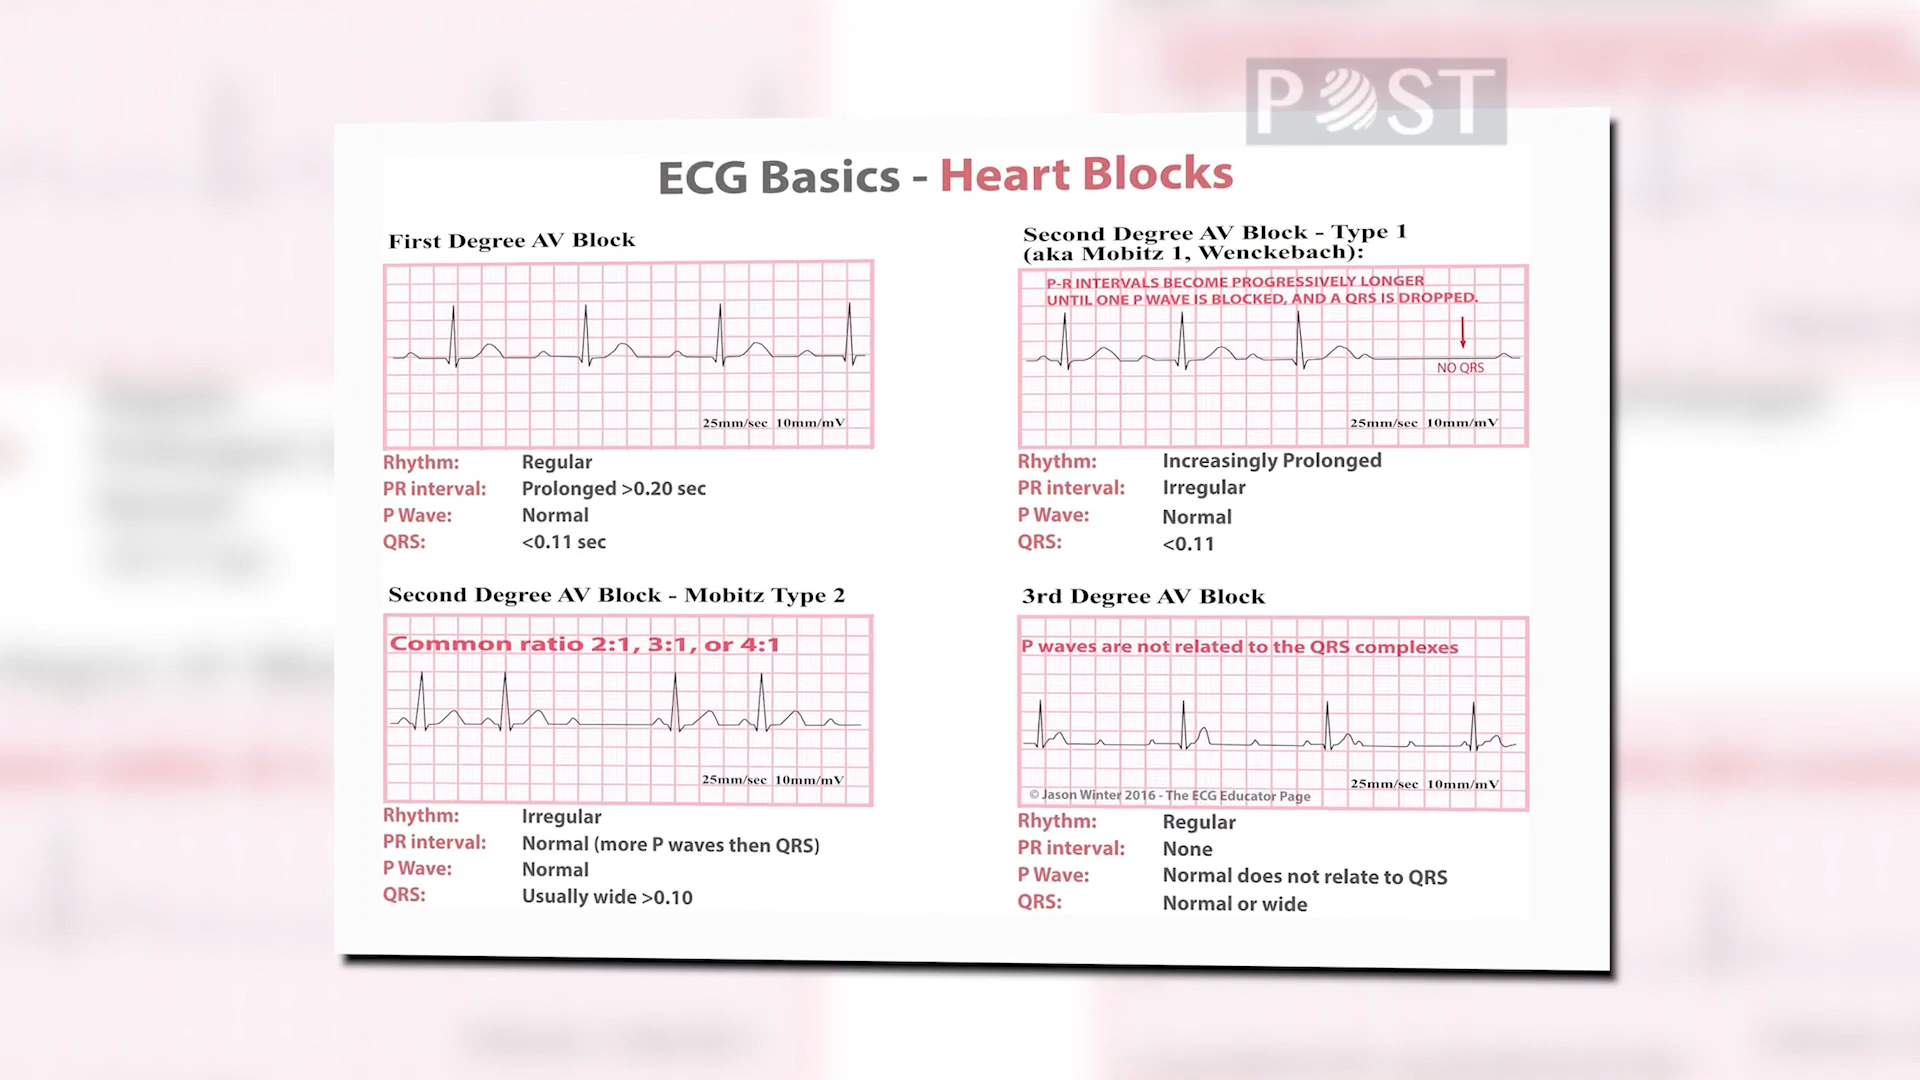 POST
ECG Basics - Heart Blocks
First Degree AV Block
25mm/sec 10mm/mV
Rhythm: Regular
PR interval: Prolonged >0.20 sec
P Wave: Normal
QRS: <0.11 sec
Second Degree AV Block - Type 1
(aka Mobitz 1, Wenckebach):
P-R INTERVALS BECOME PROGRESSIVELY LONGER
UNTIL ONE P WAVE IS BLOCKED, AND A QRS IS DROPPED.
NO QRS
25mm/sec 10mm/mV
Rhythm: Increasingly Prolonged
PR interval: Irregular
P Wave: Normal
QRS: <0.11
Second Degree AV Block - Mobitz Type 2
Common ratio 2:1, 3:1, or 4:1
25mm/sec 10mm/mV
Rhythm: Irregular
PR interval: Normal (more P waves then QRS)
P Wave: Normal
QRS: Usually wide >0.10
3rd Degree AV Block
P waves are not related to the QRS complexes
25mm/sec 10mm/mV
© Jason Winter 2016 - The ECG Educator Page
Rhythm: Regular
PR interval: None
P Wave: Normal does not relate to QRS
QRS: Normal or wide